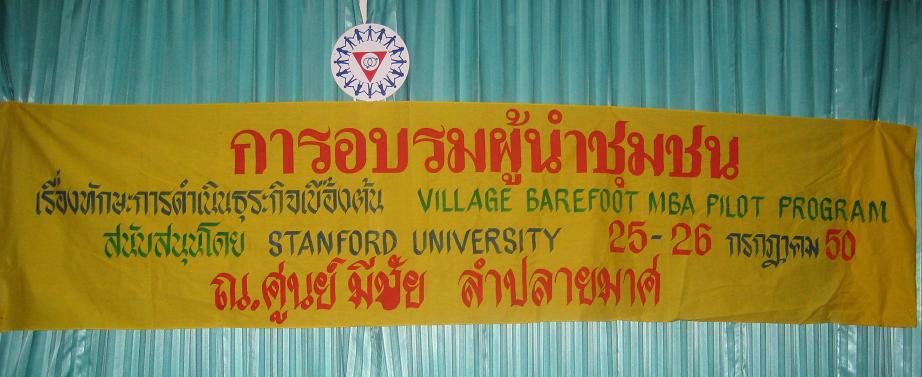 การอบรมผู้นำชุมชน
เรื่องทักษะการดำเนินธุระกิจเบื้องต้น VILLAGE BAREFOOT MBA PILOT PROGRAM
สนับสนุนโดย STANFORD UNIVERSITY 25-26 กรกฎาคม 50
ณ.ศูนย์มีชัย ลำปลายมาศ